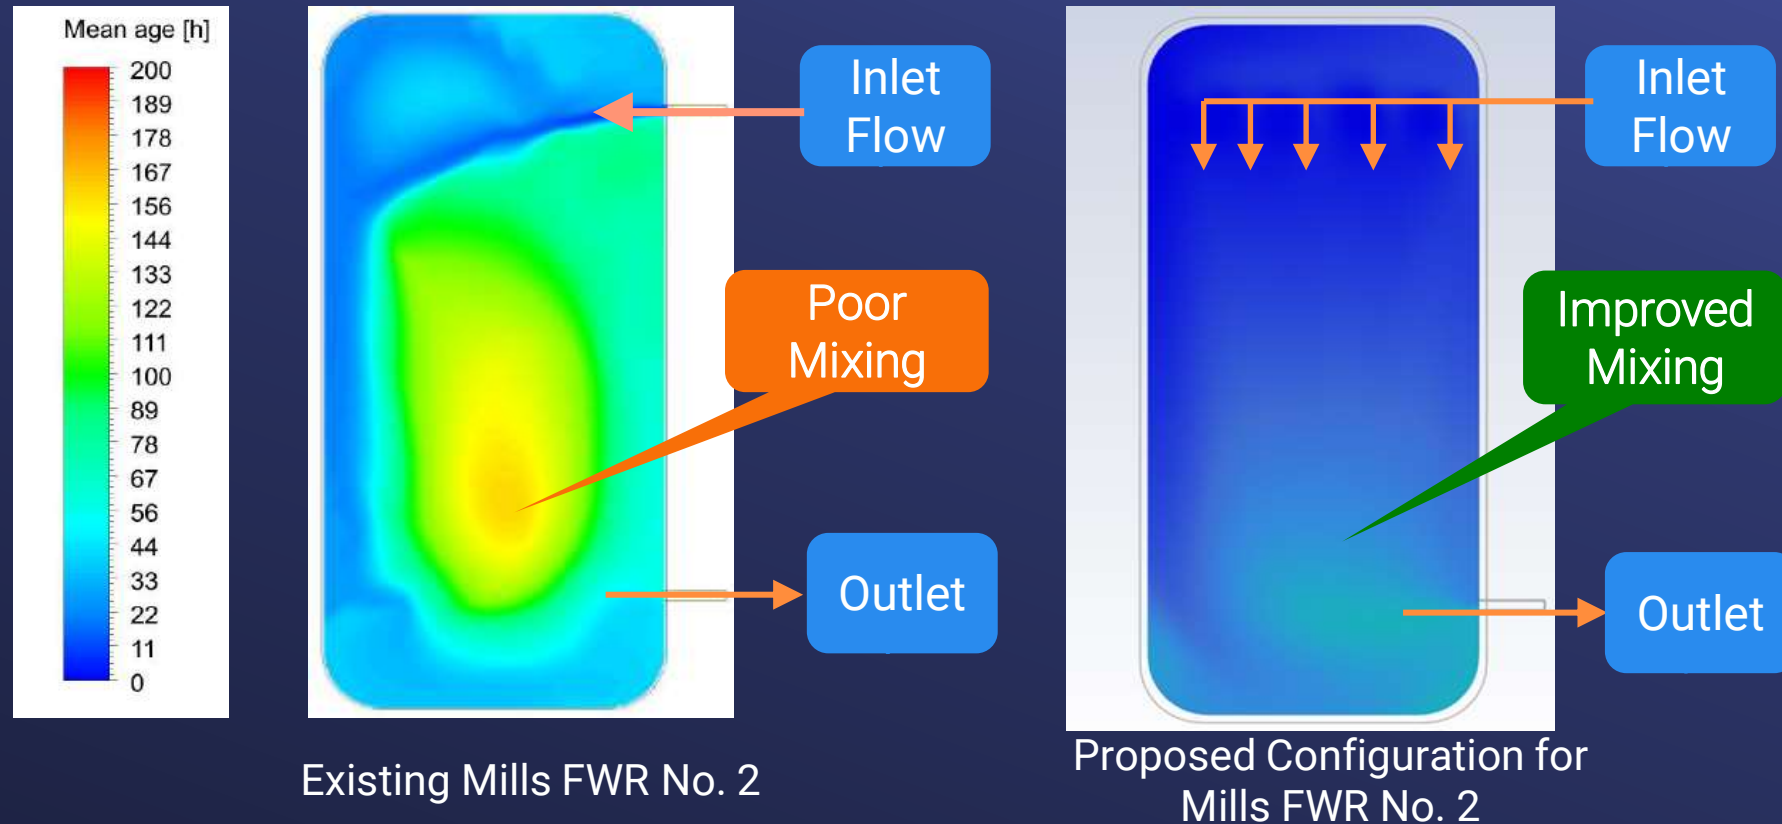 Mean age [h]
200
189
178
167
156
144
133
122
111
100
89
78
67
56
44
33
22
11
0
Inlet
Flow
Poor
Mixing
Outlet
Existing Mills FWR No. 2
Inlet
Flow
Improved
Mixing
Outlet
Proposed Configuration for
Mills FWR No. 2